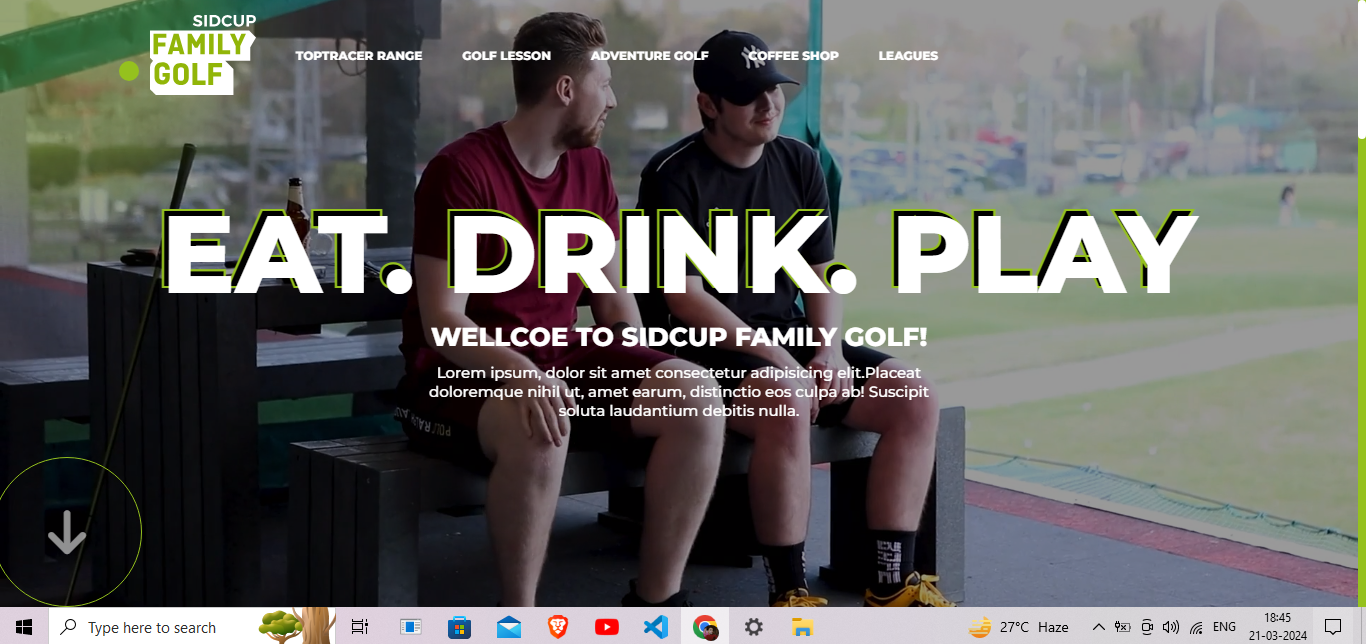 SIDCUP
FAMILY
GOLF
TOPTRACER RANGE GOLF LESSON ADVENTURE GOLF COFFEE SHOP LEAGUES
EAT. DRINK. PLAY
WELLCOE TO SIDCUP FAMILY GOLF!
Lorem ipsum, dolor sit amet consectetur adipisicing elit.Placeat
doloremque nihil ut, amet earum, distinctio eos culpa ab! Suscipit
soluta laudantium debitis nulla.
Type here to search
27°C Haze
ENG
18:45
21-03-2024